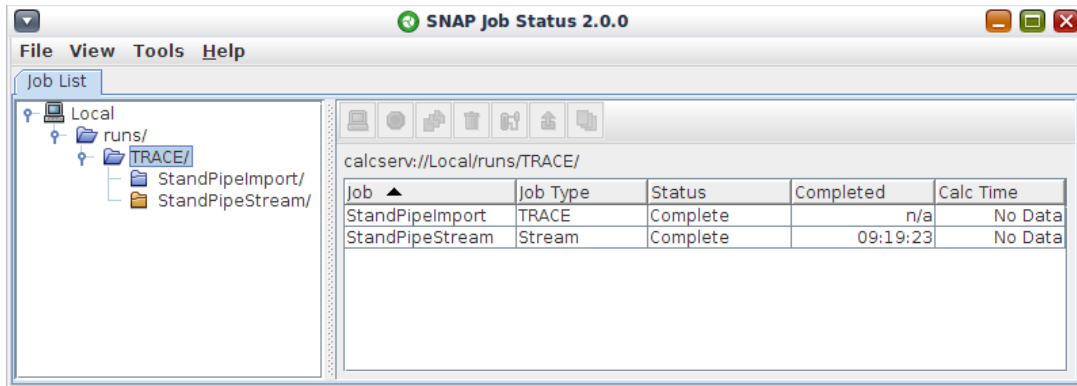 SNAP Job Status 2.0.0
File View Tools Help
Job List
Local
runs/
TRACE/
StandPipeImport/
StandPipeStream/
calcserv://Local/runs/TRACE/
Job Job Type Status Completed Calc Time
StandPipeImport TRACE Complete n/a No Data
StandPipeStream Stream Complete 09:19:23 No Data